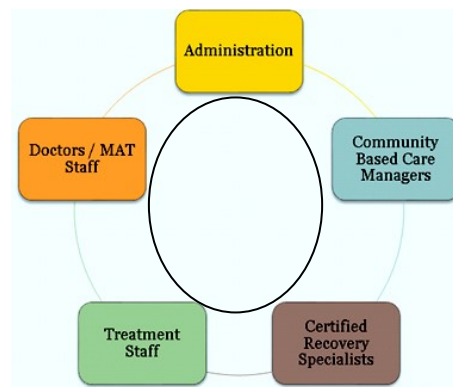 Administration
Doctors / MAT
Staff
Community
Based Care
Managers
Treatment
Staff
Certified
Recovery
Specialists